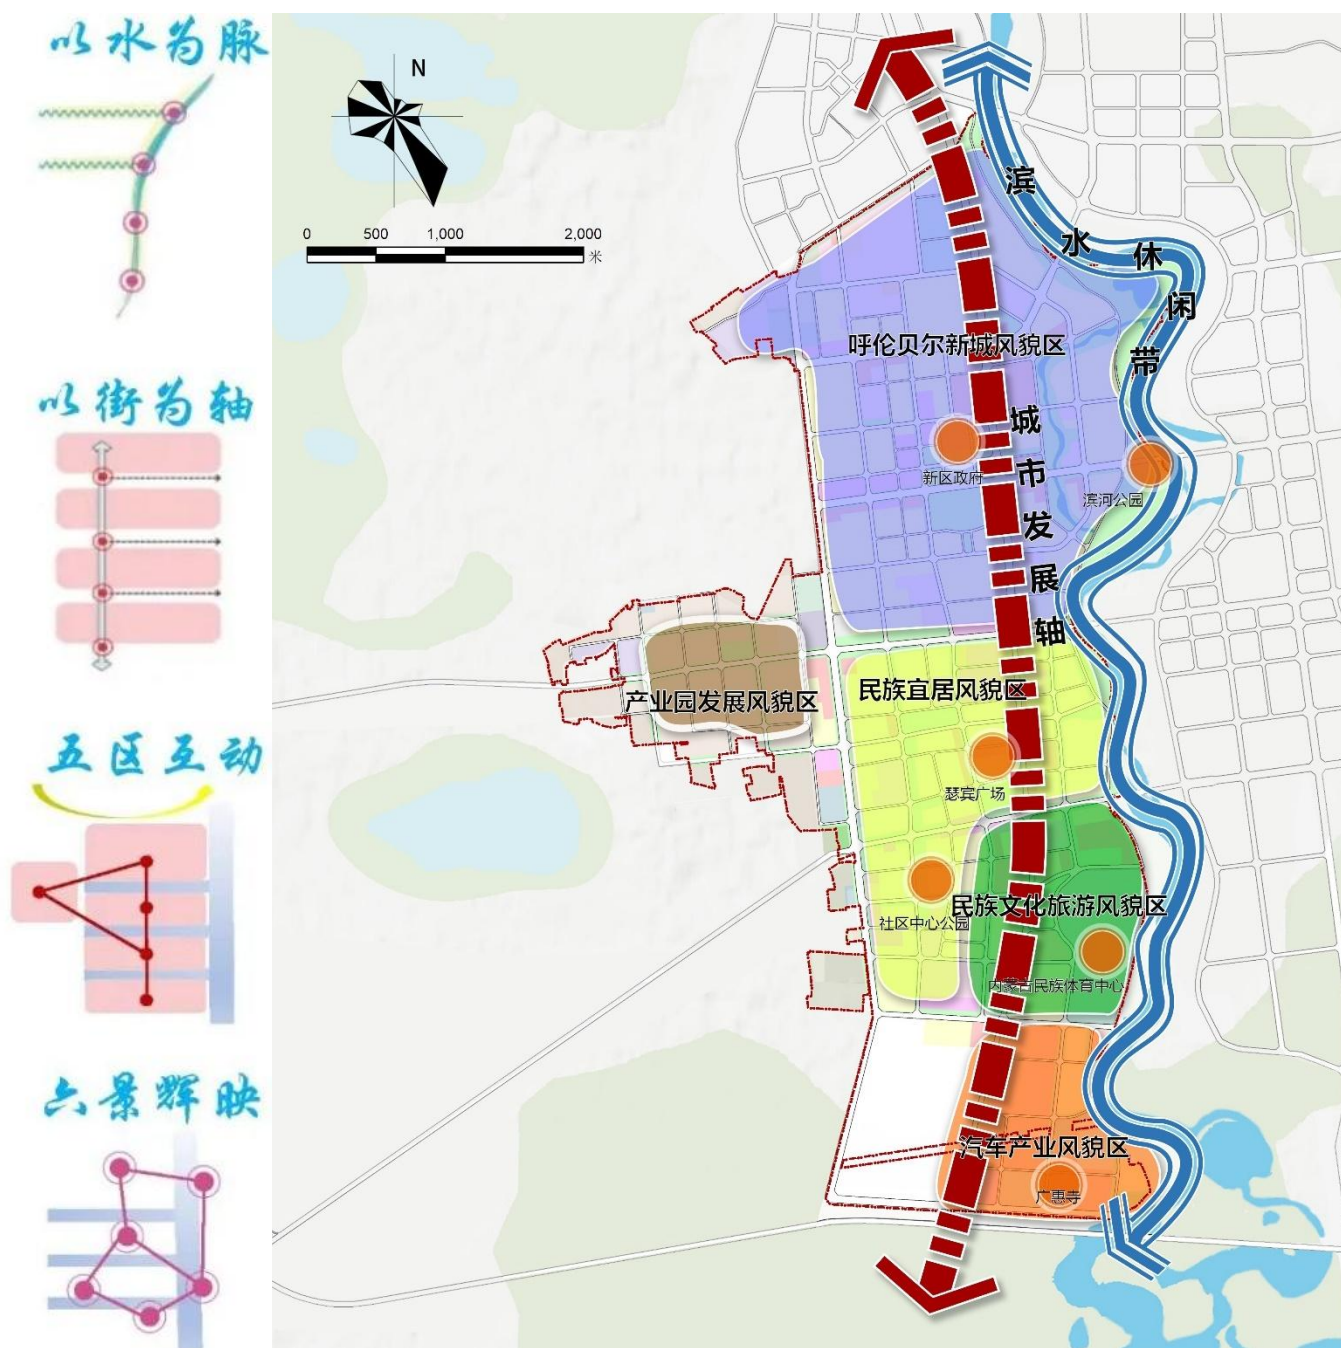 以水为脉
以街为轴
五区互动
六景辉映
N
0 500 1,000 2,000
米
滨水休闲带
呼伦贝尔新城风貌区
城市发展轴
新区政府
滨河公园
产业园发展风貌区
民族宜居风貌区
瑟宾广场
社区中心公园
民族文化旅游风貌区
内蒙古民族体育中心
汽车产业风貌区
广惠寺